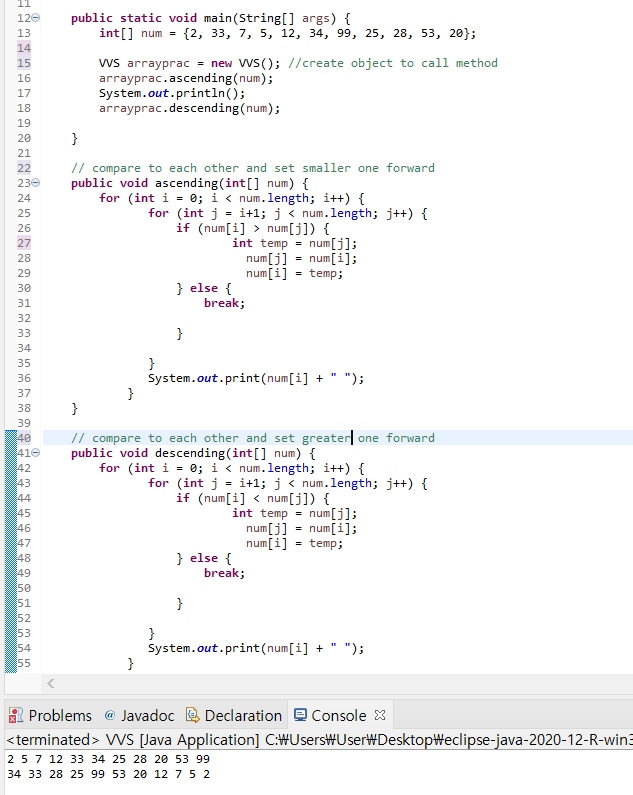 11
12 public static void main(String[] args) {
13 int[] num = {2, 33, 7, 5, 12, 34, 99, 25, 28, 53, 20};
14
15 VVS arrayprac = new VVS(); //create object to call method
16 arrayprac.ascending(num);
17 System.out.println();
18 arrayprac.descending(num);
19
20 }
21
22 // compare to each other and set smaller one forward
23 public void ascending(int[] num) {
24 for (int i = 0; i < num.length; i++) {
25 for (int j = i+1; j < num.length; j++) {
26 if (num[i] > num[j]) {
27 int temp = num[j];
28 num[j] = num[i];
29 num[i] = temp;
30 } else {
31 break;
32
33 }
34
35 }
36 System.out.print(num[i] + " ");
37 }
38 }
39
40 // compare to each other and set greater one forward
41 public void descending(int[] num) {
42 for (int i = 0; i < num.length; i++) {
43 for (int j = i+1; j < num.length; j++) {
44 if (num[i] < num[j]) {
45 int temp = num[j];
46 num[j] = num[i];
47 num[i] = temp;
48 } else {
49 break;
50
51 }
52
53 }
54 System.out.print(num[i] + " ");
55 }
Problems @ Javadoc Declaration Console
<terminated> VVS [Java Application] C:₩Users₩User₩Desktop₩eclipse-java-2020-12-R-win3
2 5 7 12 33 34 25 28 20 53 99
34 33 28 25 99 53 20 12 7 5 2